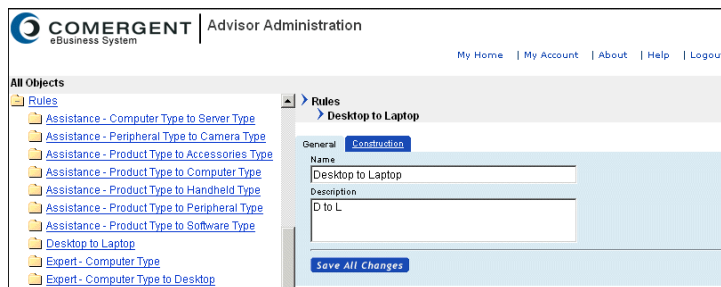 COMERGENT
eBusiness System
Advisor Administration
My Home | My Account | About | Help | Logou
All Objects
Rules
Assistance - Computer Type to Server Type
Assistance - Peripheral Type to Camera Type
Assistance - Product Type to Accessories Type
Assistance - Product Type to Computer Type
Assistance - Product Type to Handheld Type
Assistance - Product Type to Peripheral Type
Assistance - Product Type to Software Type
Desktop to Laptop
Expert - Computer Type
Expert - Computer Type to Desktop
Rules
Desktop to Laptop
General Construction
Name
Desktop to Laptop
Description
D to L
Save All Changes